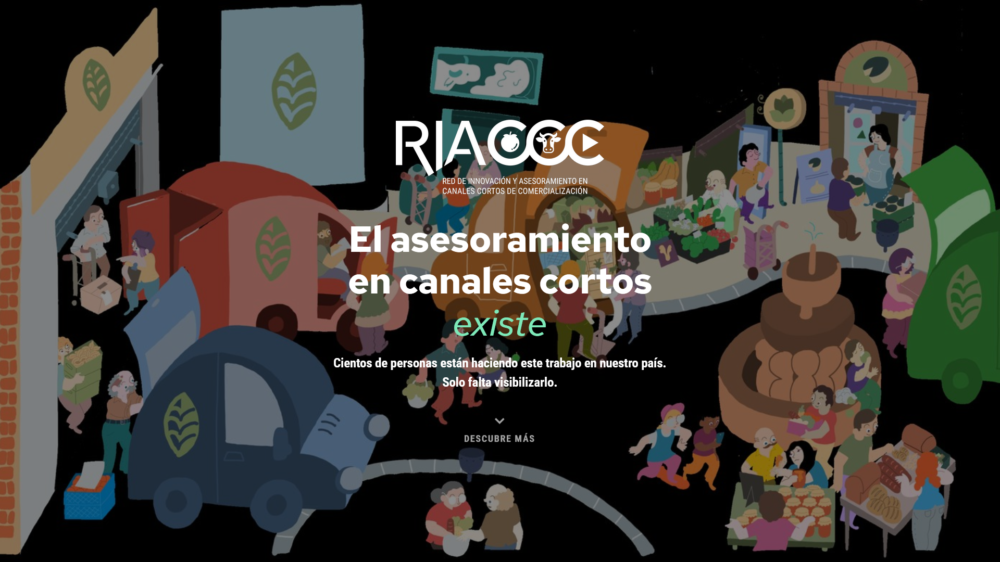 RIACCC
RED DE INNOVACIÓN Y ASESORAMIENTO EN
CANALES CORTOS DE COMERCIALIZACIÓN
El asesoramiento
en canales cortos
existe
Cientos de personas están haciendo este trabajo en nuestro país.
Solo falta visibilizarlo.
DESCUBRE MÁS